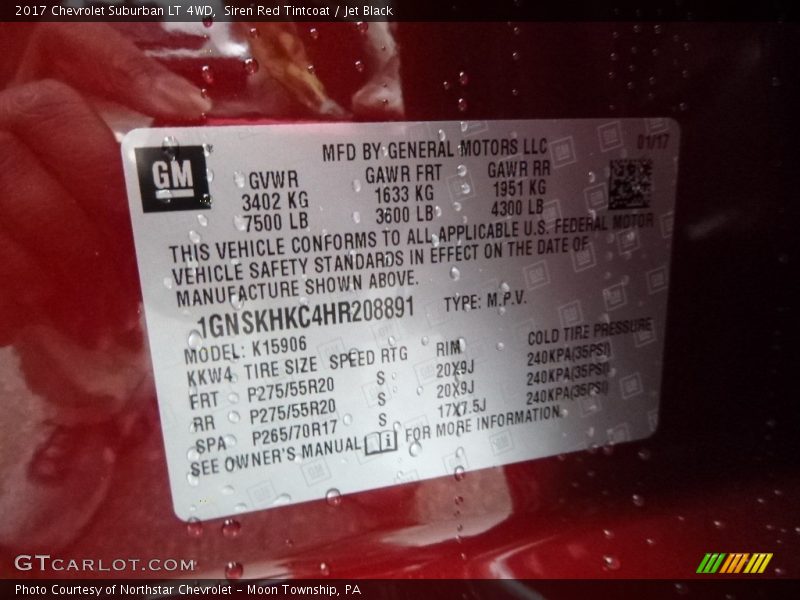 2017 Chevrolet Suburban LT 4WD, Siren Red Tintcoat / Jet Black
MFD BY GENERAL MOTORS LLC
01/17
GM
GVWR GAWR FRT GAWR RR
3402 KG 1633 KG 1951 KG
7500 LB 3600 LB 4300 LB
THIS VEHICLE CONFORMS TO ALL APPLICABLE U.S. FEDERAL MOTOR
VEHICLE SAFETY STANDARDS IN EFFECT ON THE DATE OF
MANUFACTURE SHOWN ABOVE.
1GNSKHKC4HR208891 TYPE: M.P.V.
MODEL: K15906
KKW4 TIRE SIZE SPEED RTG RIM COLD TIRE PRESSURE
FRT P275/55R20 S 20X9J 240KPA(35PSI)
RR P275/55R20 S 20X9J 240KPA(35PSI)
SPA P265/70R17 S 17X7.5J 240KPA(35PSI)
SEE OWNER'S MANUAL FOR MORE INFORMATION.
GTCARLOT.COM
Photo Courtesy of Northstar Chevrolet - Moon Township, PA